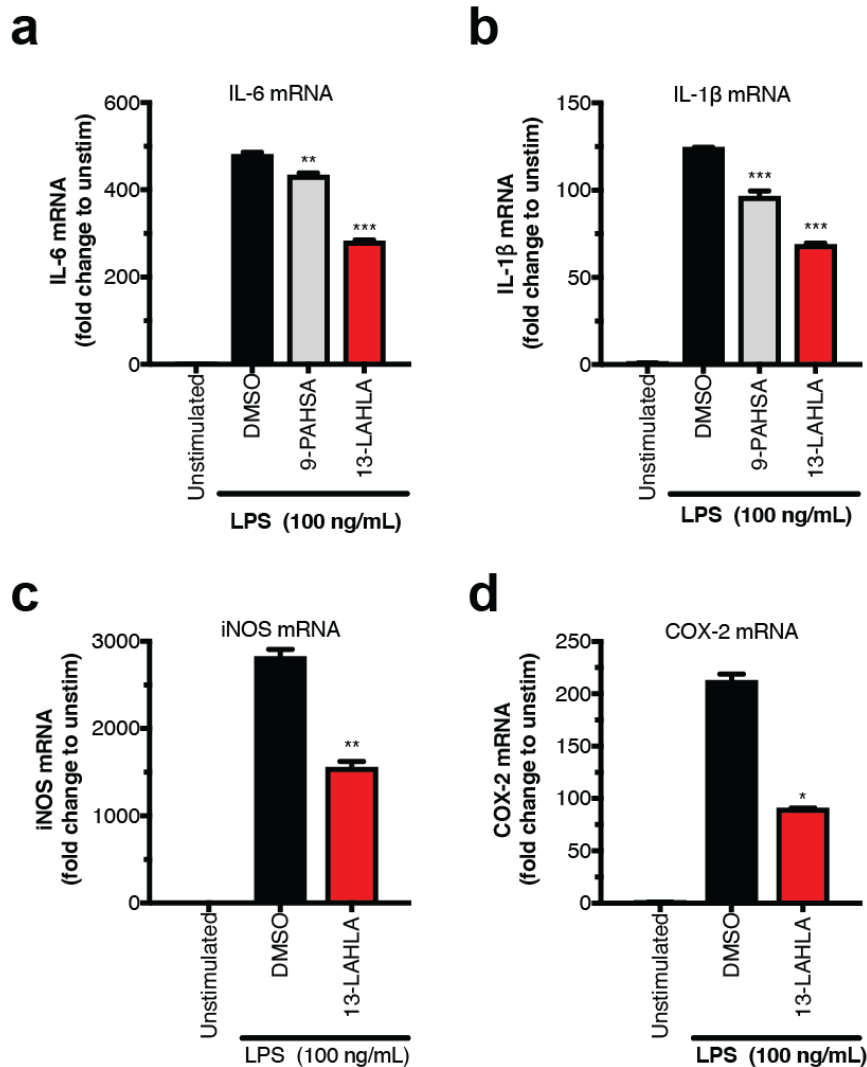 a
IL-6 mRNA
IL-6 mRNA
(fold change to unstim)
600
400
200
0
**
***
Unstimulated
DMSO
9-PAHSA
13-LAHLA
LPS (100 ng/mL)
b
IL-1β mRNA
IL-1β mRNA
(fold change to unstim)
150
100
50
0
***
***
Unstimulated
DMSO
9-PAHSA
13-LAHLA
LPS (100 ng/mL)
c
iNOS mRNA
iNOS mRNA
(fold change to unstim)
3000
2000
1000
0
**
Unstimulated
DMSO
13-LAHLA
LPS (100 ng/mL)
d
COX-2 mRNA
COX-2 mRNA
(fold change to unstim)
250
200
150
100
50
0
*
Unstimulated
DMSO
13-LAHLA
LPS (100 ng/mL)